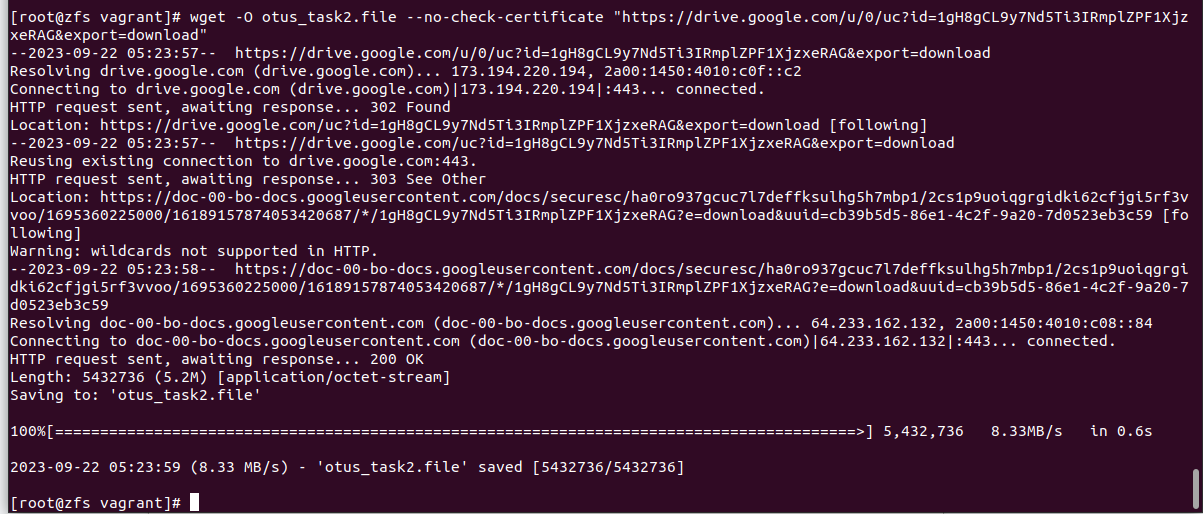 [root@zfs vagrant]# wget -O otus_task2.file --no-check-certificate "https://drive.google.com/u/0/uc?id=1gH8gCL9y7Nd5Ti3IRmplZPF1Xjz
xeRAG&export=download"
--2023-09-22 05:23:57--  https://drive.google.com/u/0/uc?id=1gH8gCL9y7Nd5Ti3IRmplZPF1XjzxeRAG&export=download
Resolving drive.google.com (drive.google.com)... 173.194.220.194, 2a00:1450:4010:c0f::c2
Connecting to drive.google.com (drive.google.com)|173.194.220.194|:443... connected.
HTTP request sent, awaiting response... 302 Found
Location: https://drive.google.com/uc?id=1gH8gCL9y7Nd5Ti3IRmplZPF1XjzxeRAG&export=download [following]
--2023-09-22 05:23:57--  https://drive.google.com/uc?id=1gH8gCL9y7Nd5Ti3IRmplZPF1XjzxeRAG&export=download
Reusing existing connection to drive.google.com:443.
HTTP request sent, awaiting response... 303 See Other
Location: https://doc-00-bo-docs.googleusercontent.com/docs/securesc/ha0ro937gcuc7l7deffksulhg5h7mbp1/2cs1p9uoiqgrgidki62cfjgi5rf3v
voo/1695360225000/16189157874053420687/*/1gH8gCL9y7Nd5Ti3IRmplZPF1XjzxeRAG?e=download&uuid=cb39b5d5-86e1-4c2f-9a20-7d0523eb3c59 [fo
llowing]
Warning: wildcards not supported in HTTP.
--2023-09-22 05:23:58--  https://doc-00-bo-docs.googleusercontent.com/docs/securesc/ha0ro937gcuc7l7deffksulhg5h7mbp1/2cs1p9uoiqgrgi
dki62cfjgi5rf3vvoo/1695360225000/16189157874053420687/*/1gH8gCL9y7Nd5Ti3IRmplZPF1XjzxeRAG?e=download&uuid=cb39b5d5-86e1-4c2f-9a20-7
d0523eb3c59
Resolving doc-00-bo-docs.googleusercontent.com (doc-00-bo-docs.googleusercontent.com)... 64.233.162.132, 2a00:1450:4010:c08::84
Connecting to doc-00-bo-docs.googleusercontent.com (doc-00-bo-docs.googleusercontent.com)|64.233.162.132|:443... connected.
HTTP request sent, awaiting response... 200 OK
Length: 5432736 (5.2M) [application/octet-stream]
Saving to: 'otus_task2.file'
100%[=========================================================================================>] 5,432,736   8.33MB/s   in 0.6s
2023-09-22 05:23:59 (8.33 MB/s) - 'otus_task2.file' saved [5432736/5432736]
[root@zfs vagrant]#